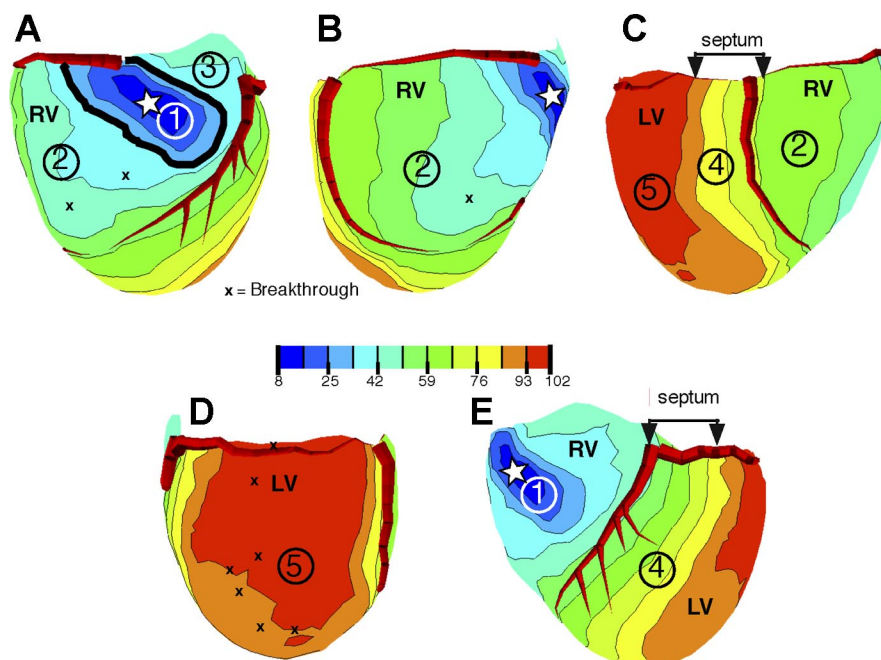 A
RV
1
2
3
x
x
B
RV
2
x
C
septum
LV
RV
5
4
2
x = Breakthrough
8 25 42 59 76 93 102
D
x
LV
x
x
5
x
x
x
x
E
septum
RV
1
4
LV